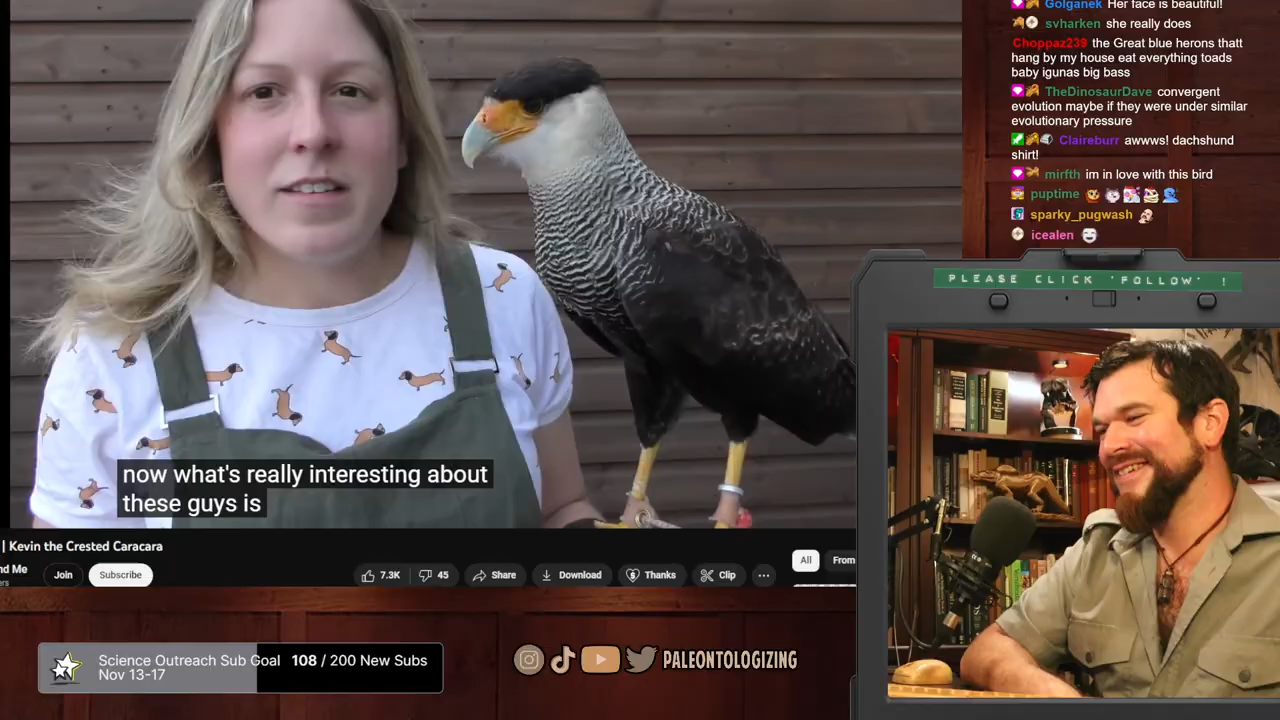 Golganek Her face is beautiful!
svharken she really does
Choppaz239 the Great blue herons thatt
hang by my house eat everything toads
baby igunas big bass
TheDinosaurDave convergent
evolution maybe if they were under similar
evolutionary pressure
Claireburr awwws! dachshund
shirt!
mirfth im in love with this bird
puptime
sparky_pugwash
icealen
PLEASE CLICK 'FOLLOW' !
now what's really interesting about
these guys is
| Kevin the Crested Caracara
nd Me
ers
Join
Subscribe
7.3K
45
Share
Download
Thanks
Clip
All
From
Science Outreach Sub Goal 108 / 200 New Subs
Nov 13-17
PALEONTOLOGIZING